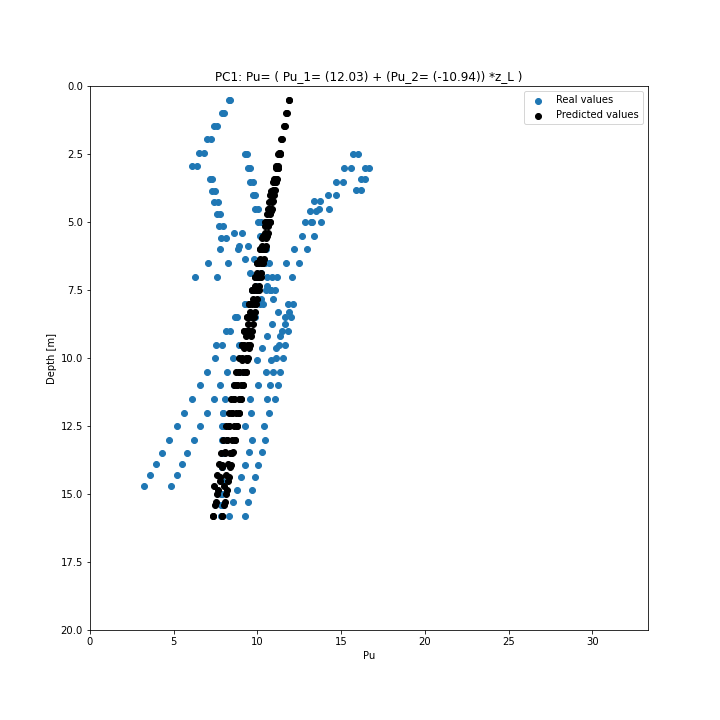 PC1: Pu= ( Pu_1= (12.03) + (Pu_2= (-10.94)) *z_L )
Real values
Predicted values
0.0
2.5
5.0
7.5
10.0
12.5
15.0
17.5
20.0
Depth [m]
0 5 10 15 20 25 30
Pu